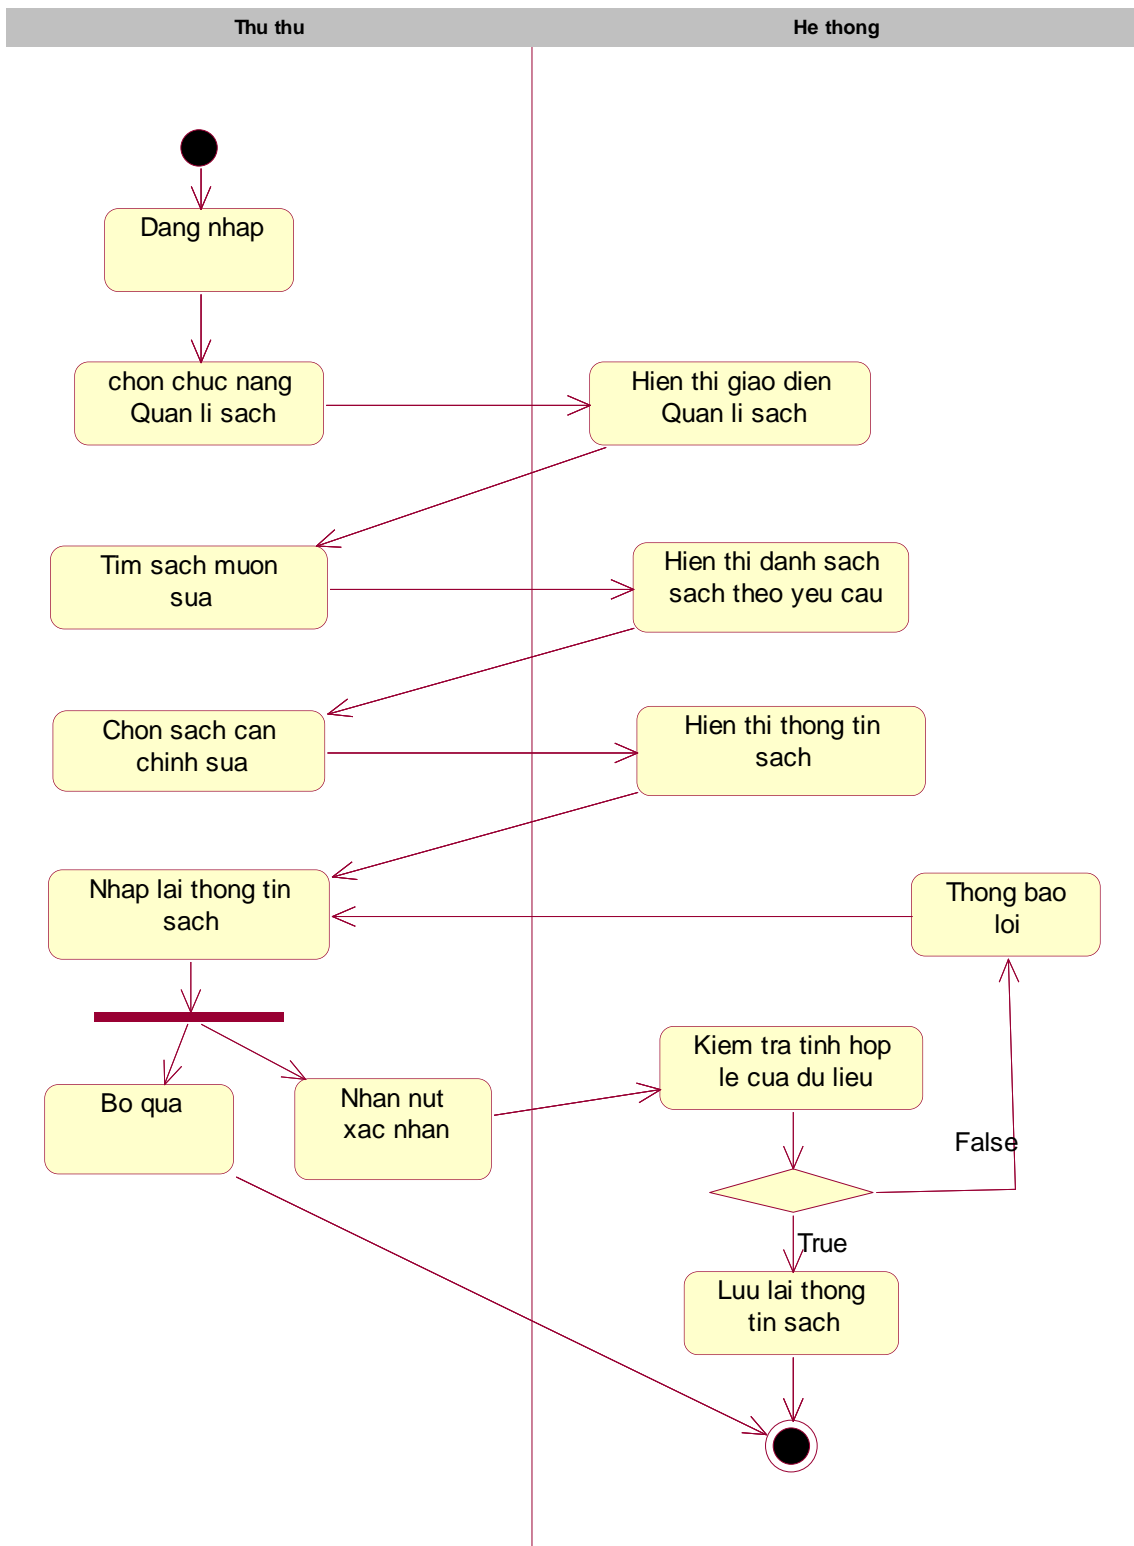 Thu thu
He thong
Dang nhap
chon chuc nang
Quan li sach
Hien thi giao dien
Quan li sach
Tim sach muon
sua
Hien thi danh sach
sach theo yeu cau
Chon sach can
chinh sua
Hien thi thong tin
sach
Nhap lai thong tin
sach
Thong bao
loi
Bo qua
Nhan nut
xac nhan
Kiem tra tinh hop
le cua du lieu
False
True
Luu lai thong
tin sach